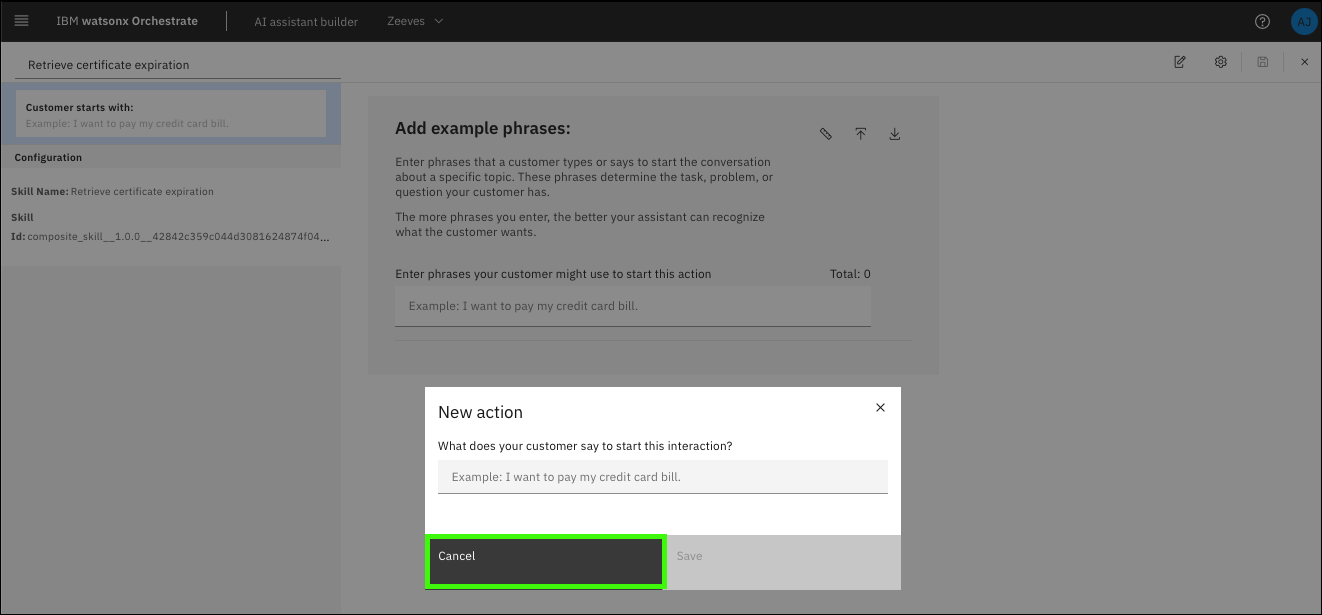 IBM watsonx Orchestrate AI assistant builder Zeeves AJ
Retrieve certificate expiration
Customer starts with:
Example: I want to pay my credit card bill.
Configuration
Skill Name: Retrieve certificate expiration
Skill
Id: composite_skill__1.0.0__42842c359c044d3081624874f04...
Add example phrases:
Enter phrases that a customer types or says to start the conversation
about a specific topic. These phrases determine the task, problem, or
question your customer has.
The more phrases you enter, the better your assistant can recognize
what the customer wants.
Enter phrases your customer might use to start this action Total: 0
Example: I want to pay my credit card bill.
New action
What does your customer say to start this interaction?
Example: I want to pay my credit card bill.
Cancel Save